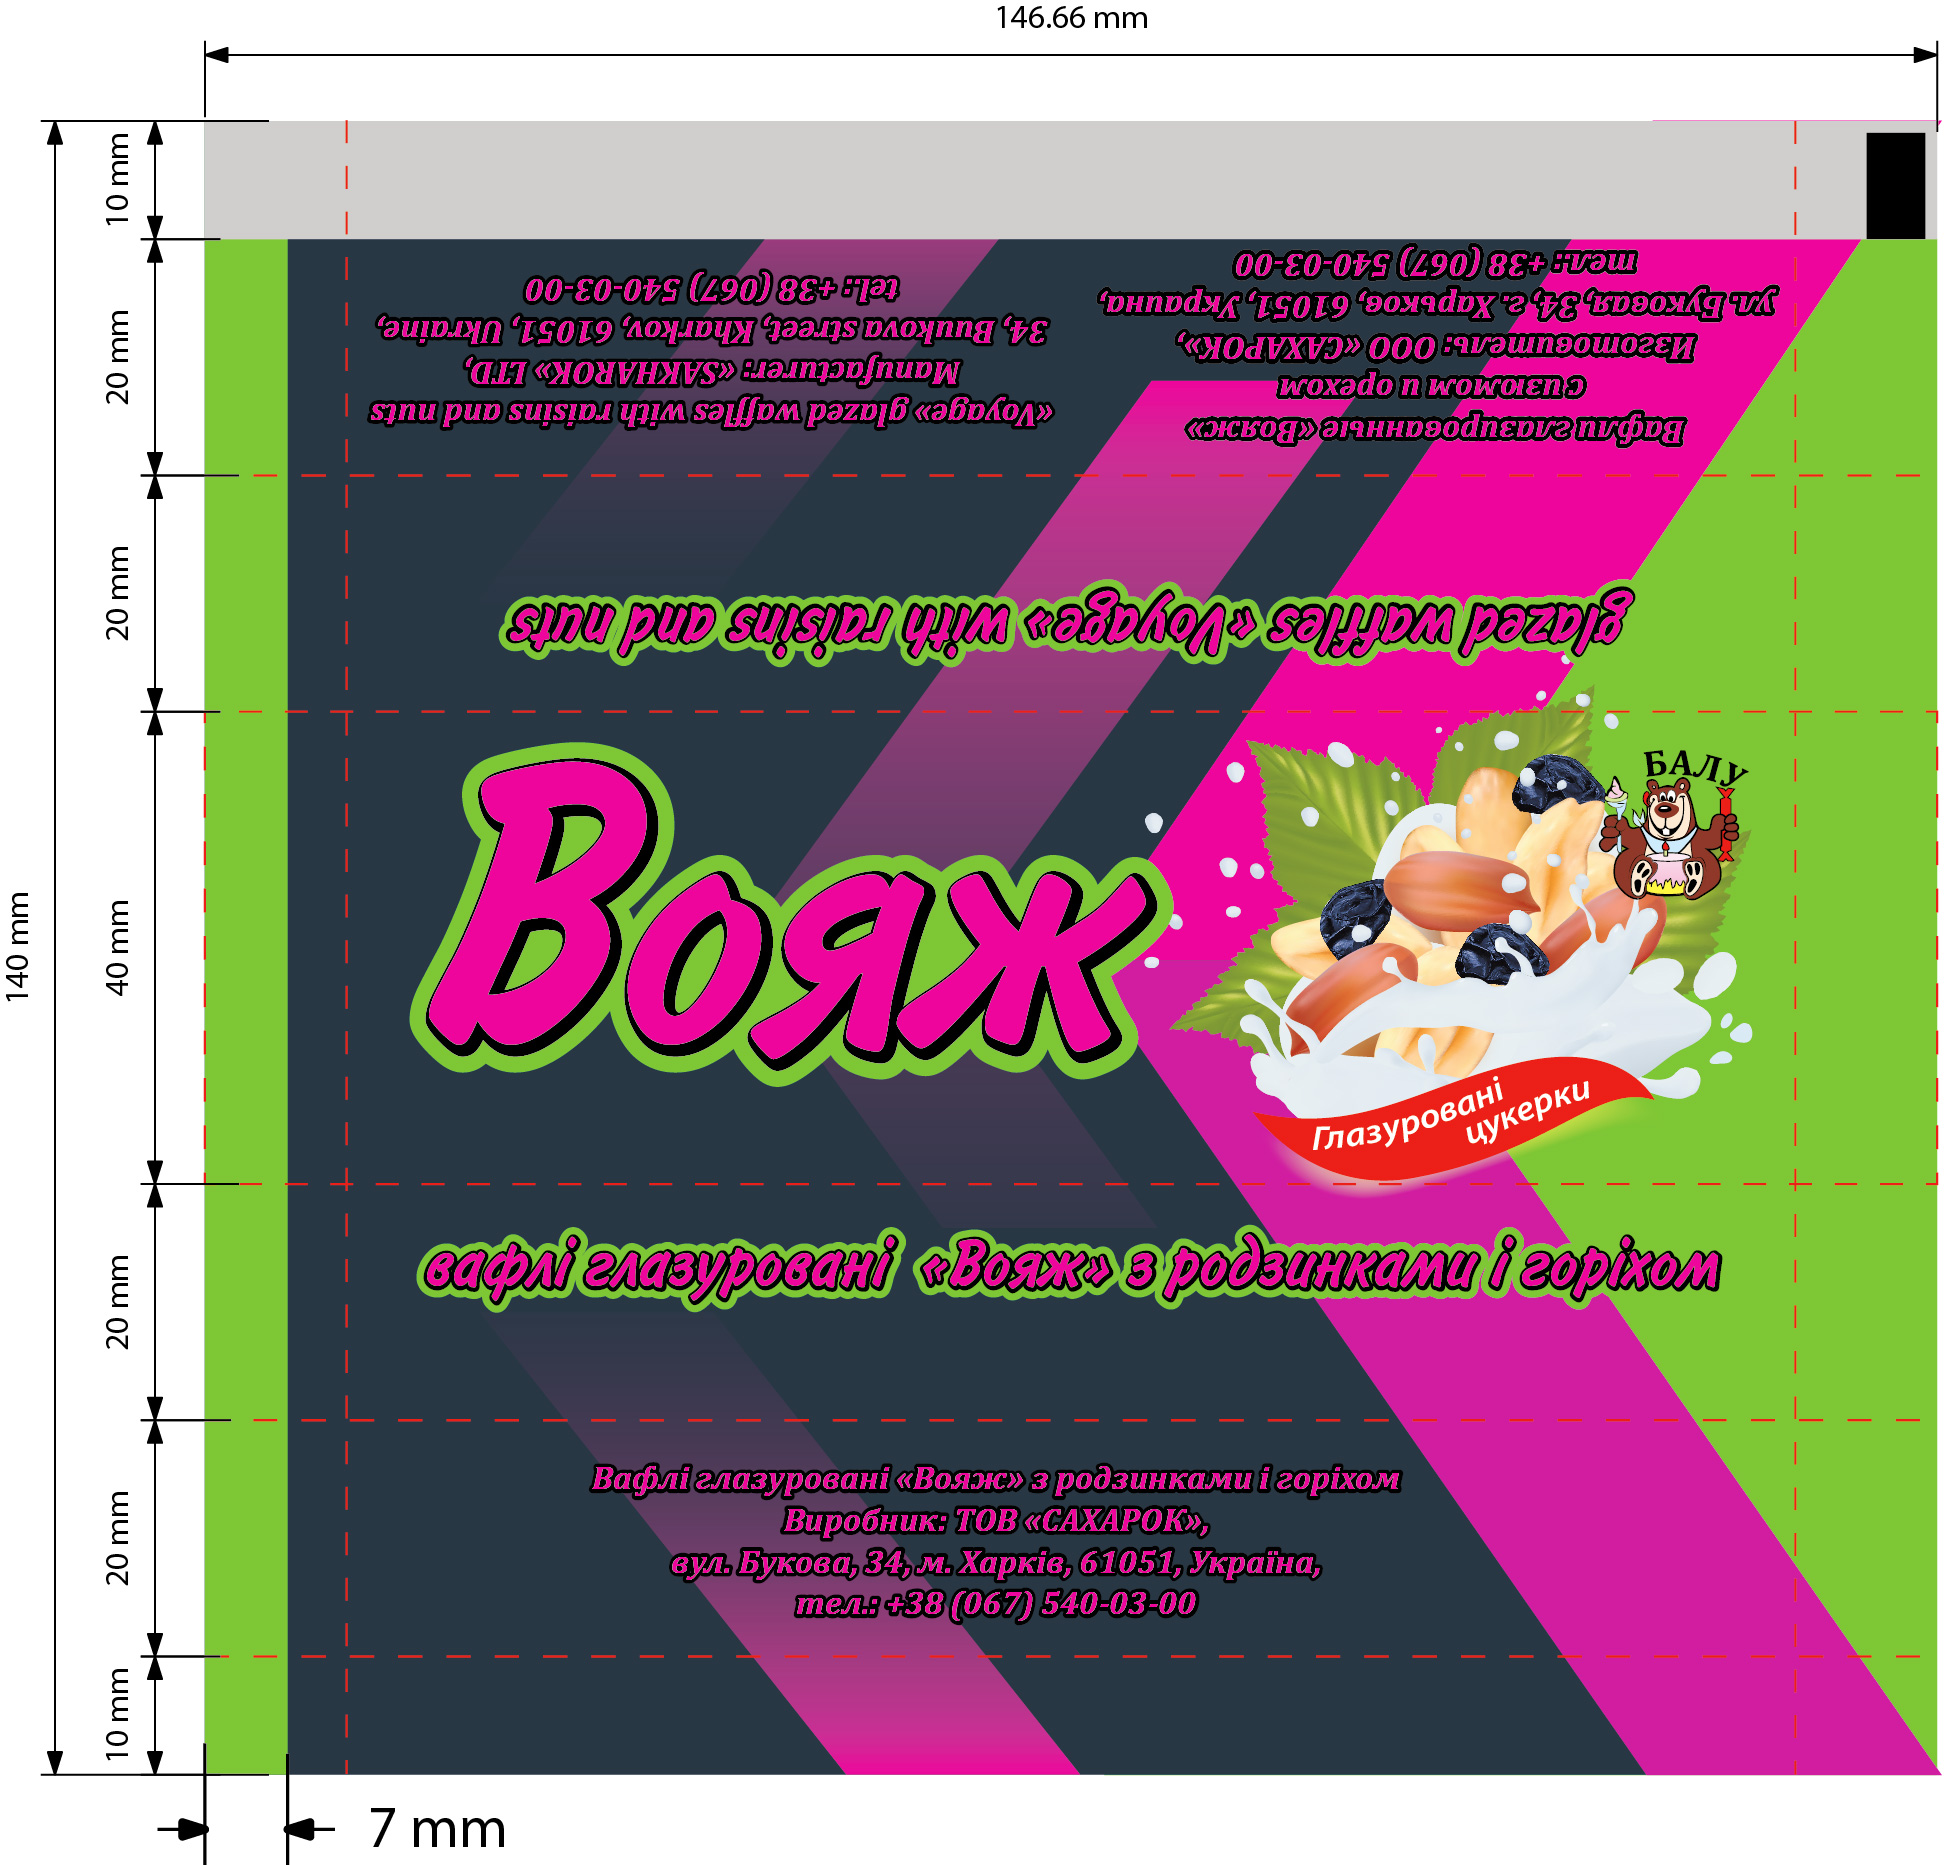 146.66 mm
140 mm
10 mm
20 mm
20 mm
40 mm
20 mm
20 mm
10 mm
7 mm
«Voyage» glazed waffles with raisins and nuts
Manufacturer: «SAKHAROK» LTD,
34, Buukova street, Kharkov, 61051, Ukraine,
tel.: +38 (067) 540-03-00
Вафли глазированные «Вояж»
с изюмом и орехом
Изготовитель: ООО «САХАРОК»,
ул. Буковая, 34, г. Харьков, 61051, Украина,
тел.: +38 (067) 540-03-00
glazed waffles «Voyage» with raisins and nuts
БАЛУ
Вояж
Глазуровані
цукерки
вафлі глазуровані «Вояж» з родзинками і горіхом
Вафлі глазуровані «Вояж» з родзинками і горіхом
Виробник: ТОВ «САХАРОК»,
вул. Букова, 34, м. Харків, 61051, Україна,
тел.: +38 (067) 540-03-00